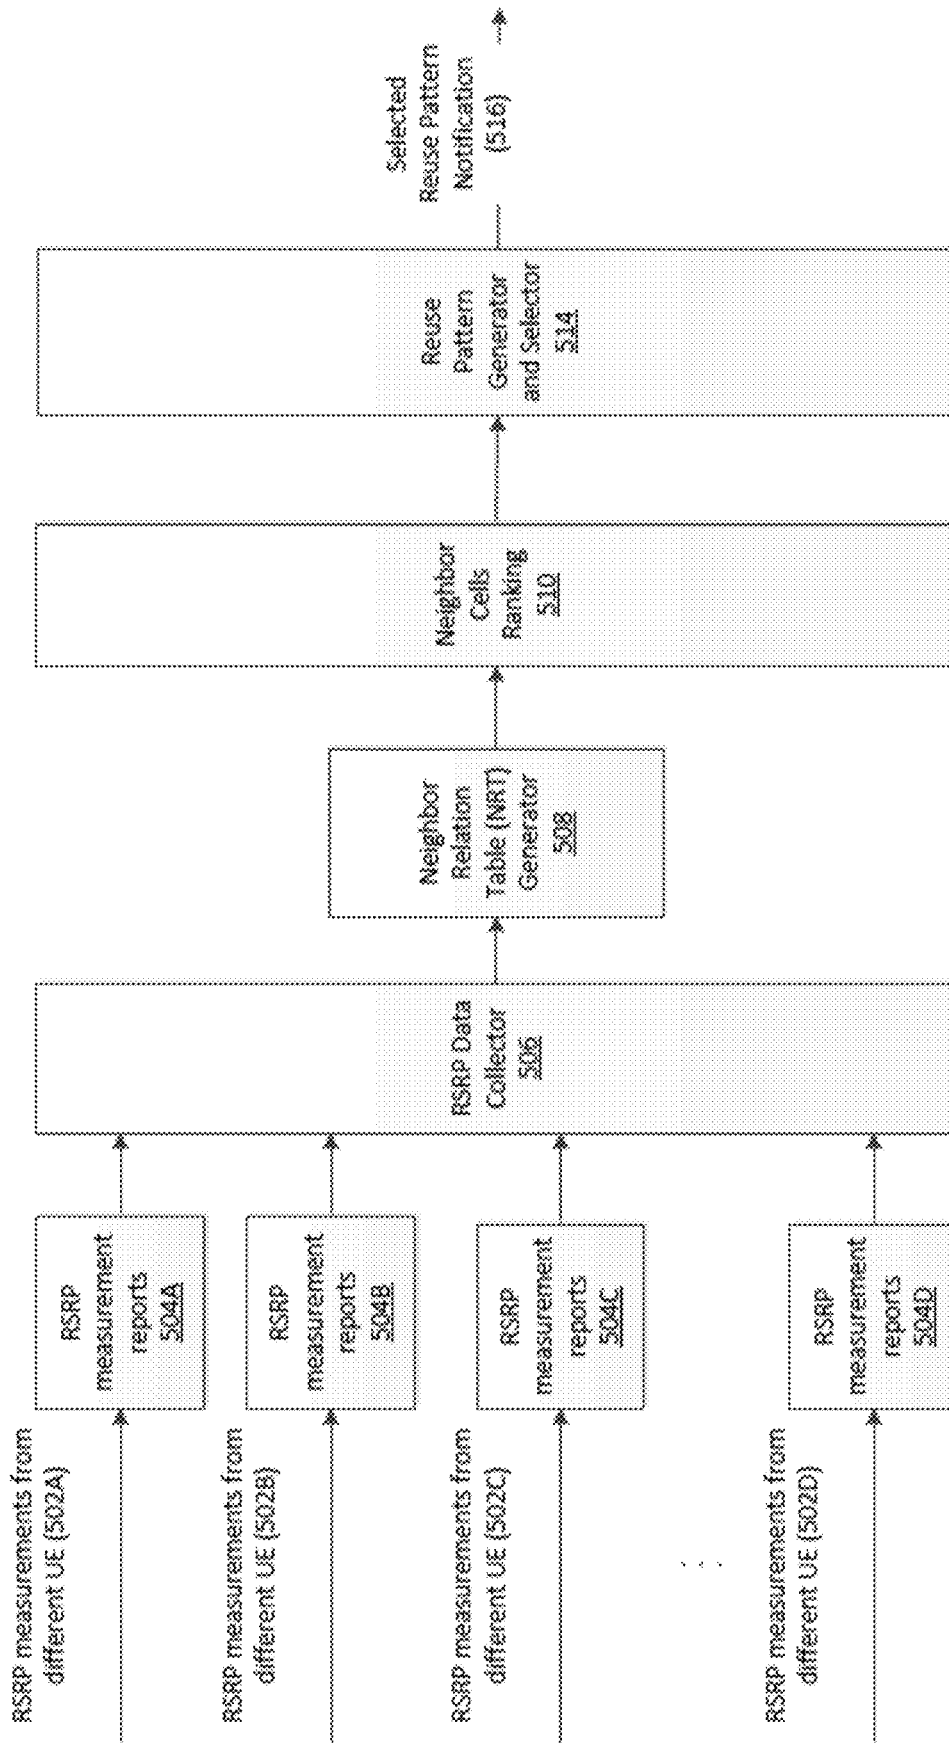 RSRP measurements from
different UE (502A)
RSRP
measurement
reports
504A
RSRP measurements from
different UE (502B)
RSRP
measurement
reports
504B
RSRP measurements from
different UE (502C)
RSRP
measurement
reports
504C
. . .
RSRP measurements from
different UE (502D)
RSRP
measurement
reports
504D
RSRP Data
Collector
506
Neighbor
Relation
Table (NRT)
Generator
508
Neighbor
Cells
Ranking
510
Reuse
Pattern
Generator
and Selector
514
Selected
Reuse Pattern
Notification
(516)